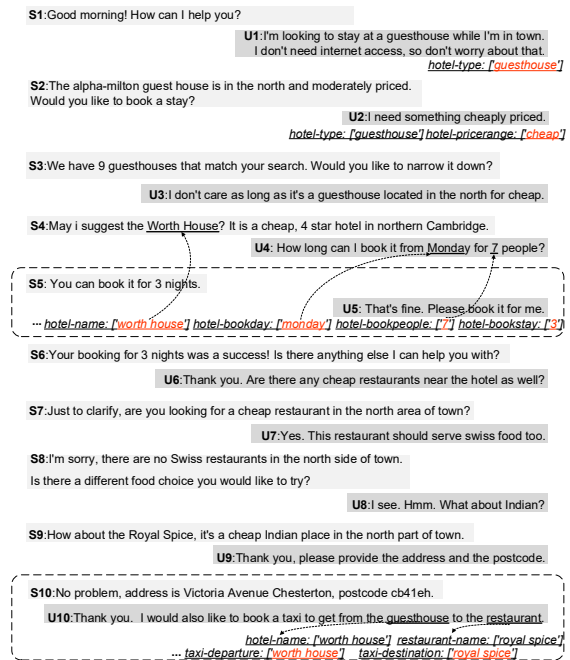 S1:Good morning! How can I help you?
U1:I'm looking to stay at a guesthouse while I'm in town.
I don't need internet access, so don't worry about that.
hotel-type: ['guesthouse']
S2:The alpha-milton guest house is in the north and moderately priced.
Would you like to book a stay?
U2:I need something cheaply priced.
hotel-type: ['guesthouse'] hotel-pricerange: ['cheap']
S3:We have 9 guesthouses that match your search. Would you like to narrow it down?
U3:I don't care as long as it's a guesthouse located in the north for cheap.
S4:May i suggest the Worth House? It is a cheap, 4 star hotel in northern Cambridge.
U4: How long can I book it from Monday for 7 people?
S5: You can book it for 3 nights.
U5: That's fine. Please book it for me.
... hotel-name: ['worth house'] hotel-bookday: ['monday'] hotel-bookpeople: ['7'] hotel-bookstay: ['3']
S6:Your booking for 3 nights was a success! Is there anything else I can help you with?
U6:Thank you. Are there any cheap restaurants near the hotel as well?
S7:Just to clarify, are you looking for a cheap restaurant in the north area of town?
U7:Yes. This restaurant should serve swiss food too.
S8:I'm sorry, there are no Swiss restaurants in the north side of town.
Is there a different food choice you would like to try?
U8:I see. Hmm. What about Indian?
S9:How about the Royal Spice, it's a cheap Indian place in the north part of town.
U9:Thank you, please provide the address and the postcode.
S10:No problem, address is Victoria Avenue Chesterton, postcode cb41eh.
U10:Thank you. I would also like to book a taxi to get from the guesthouse to the restaurant.
hotel-name: ['worth house'] restaurant-name: ['royal spice']
... taxi-departure: ['worth house'] taxi-destination: ['royal spice']